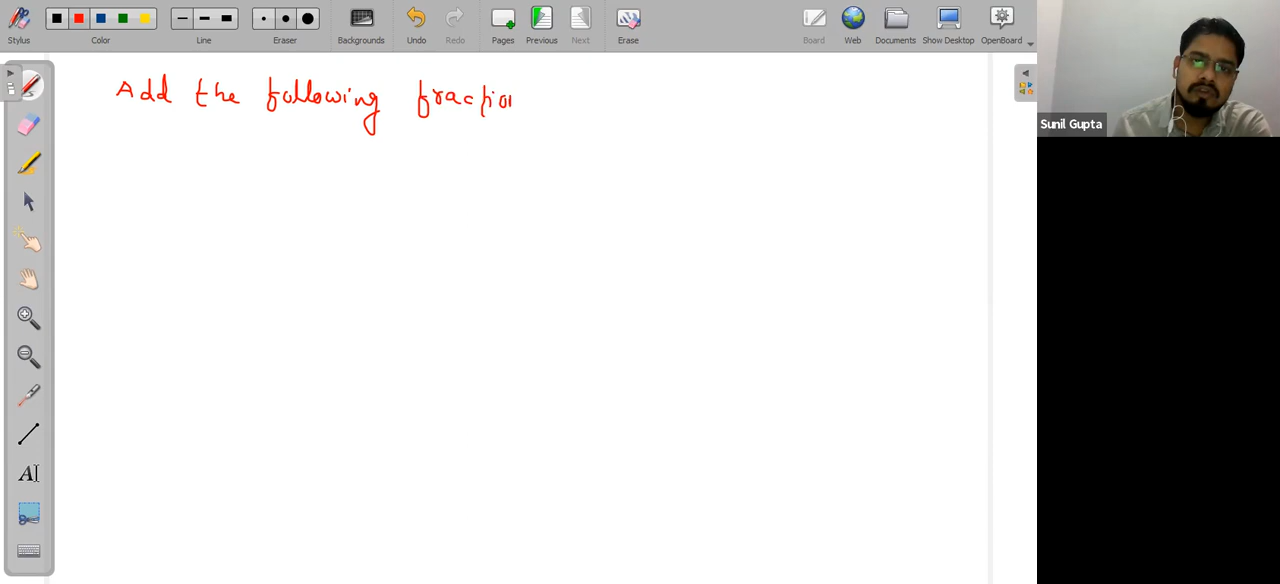 Stylus Color Line Eraser Backgrounds Undo Redo Pages Previous Next Erase Board Web Documents Show Desktop OpenBoard
Add the following fractio
Sunil Gupta